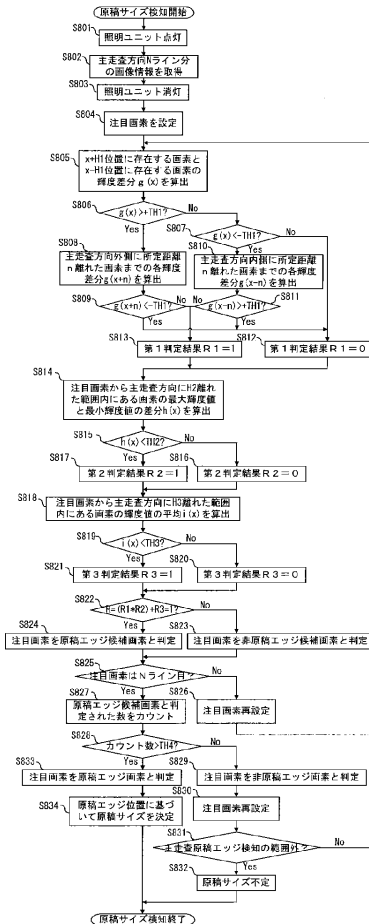 原稿サイズ検知開始
S801
照明ユニット点灯
S802
主走査方向Nライン分
の画像情報を取得
S803
照明ユニット消灯
S804
注目画素を設定
S805
x+H1位置に存在する画素と
x-H1位置に存在する画素の
輝度差分g(x)を算出
S806
g(x)>+TH1?
No
Yes
S807
g(x)<-TH1?
No
Yes
S808
主走査方向外側に所定距離
n離れた画素までの各輝度
差分g(x+n)を算出
S810
主走査方向内側に所定距離
n離れた画素までの各輝度
差分g(x-n)を算出
S809
g(x+n)<-TH1?
No
Yes
S811
g(x-n)>+TH1?
No
Yes
S813
第1判定結果R1=1
S812
第1判定結果R1=0
S814
注目画素から主走査方向にH2離れ
た範囲内にある画素の最大輝度値
と最小輝度値の差分h(x)を算出
S815
h(x)<TH2?
No
Yes
S817
第2判定結果R2=1
S816
第2判定結果R2=0
S818
注目画素から主走査方向にH3離れた範囲
内にある画素の輝度値の平均i(x)を算出
S819
i(x)<TH3?
No
Yes
S821
第3判定結果R3=1
S820
第3判定結果R3=0
S822
R=(R1*R2)+R3=1?
No
Yes
S824
注目画素を原稿エッジ候補画素と判定
S823
注目画素を非原稿エッジ候補画素と判定
S825
注目画素はNライン目?
No
Yes
S827
原稿エッジ候補画素と判
定された数をカウント
S826
注目画素再設定
S828
カウント数>TH4?
No
Yes
S833
注目画素を原稿エッジ画素と判定
S829
注目画素を非原稿エッジ画素と判定
S834
原稿エッジ位置に基づ
いて原稿サイズを決定
S830
注目画素再設定
S831
主走査原稿エッジ検知の範囲外?
No
Yes
S832
原稿サイズ不定
原稿サイズ検知終了